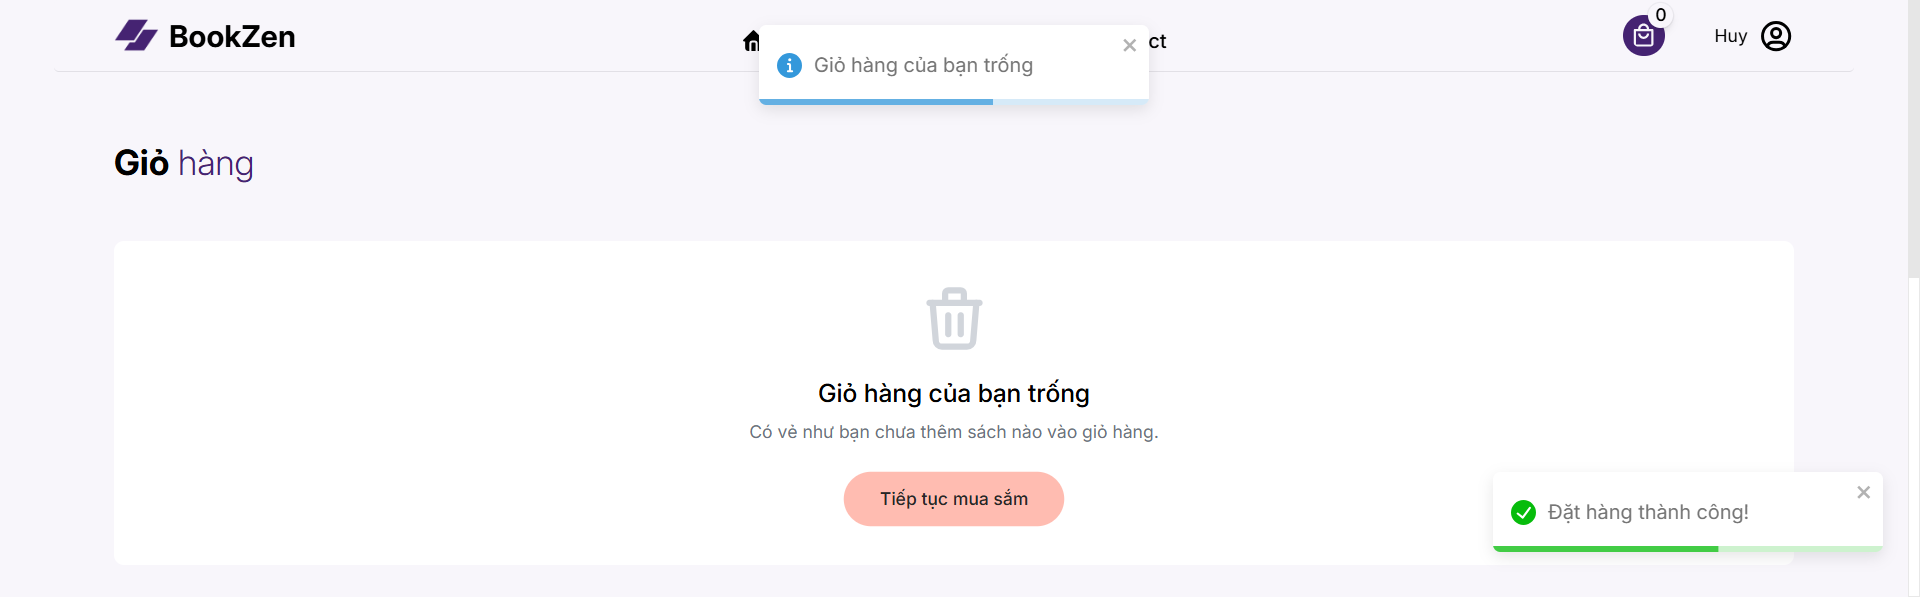 BookZen
ct
0
Huy
Giỏ hàng của bạn trống
Giỏ hàng
Giỏ hàng của bạn trống
Có vẻ như bạn chưa thêm sách nào vào giỏ hàng.
Tiếp tục mua sắm
Đặt hàng thành công!